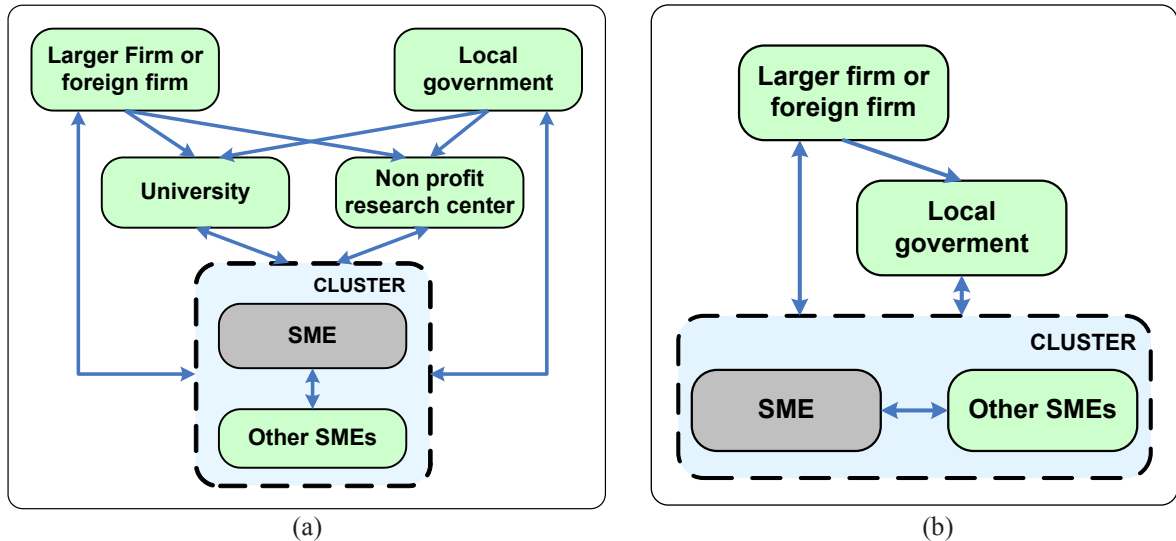 Larger Firm or
foreign firm
Local
government
University
Non profit
research center
CLUSTER
SME
Other SMEs
(a)
Larger firm or
foreign firm
Local
goverment
CLUSTER
SME
Other SMEs
(b)